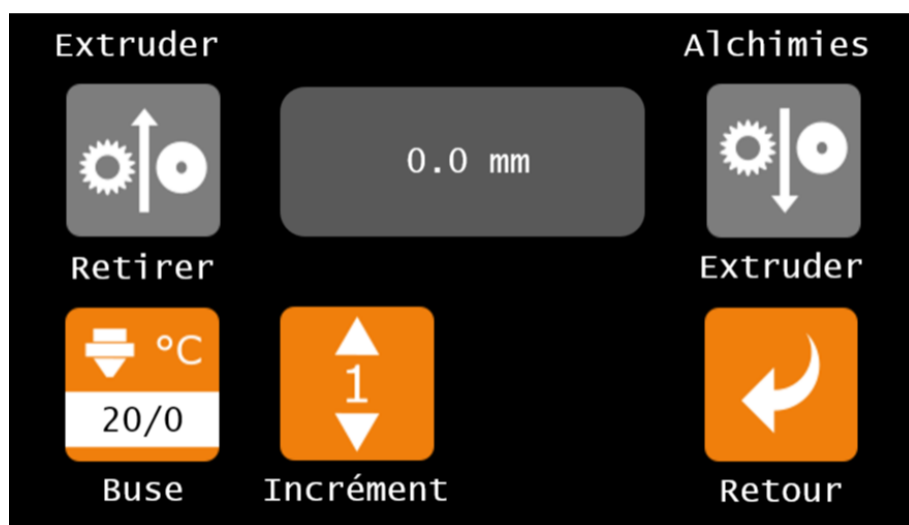 Extruder
Alchimies
0.0 mm
Retirer
Extruder
°C
20/0
1
Buse
Incrément
Retour